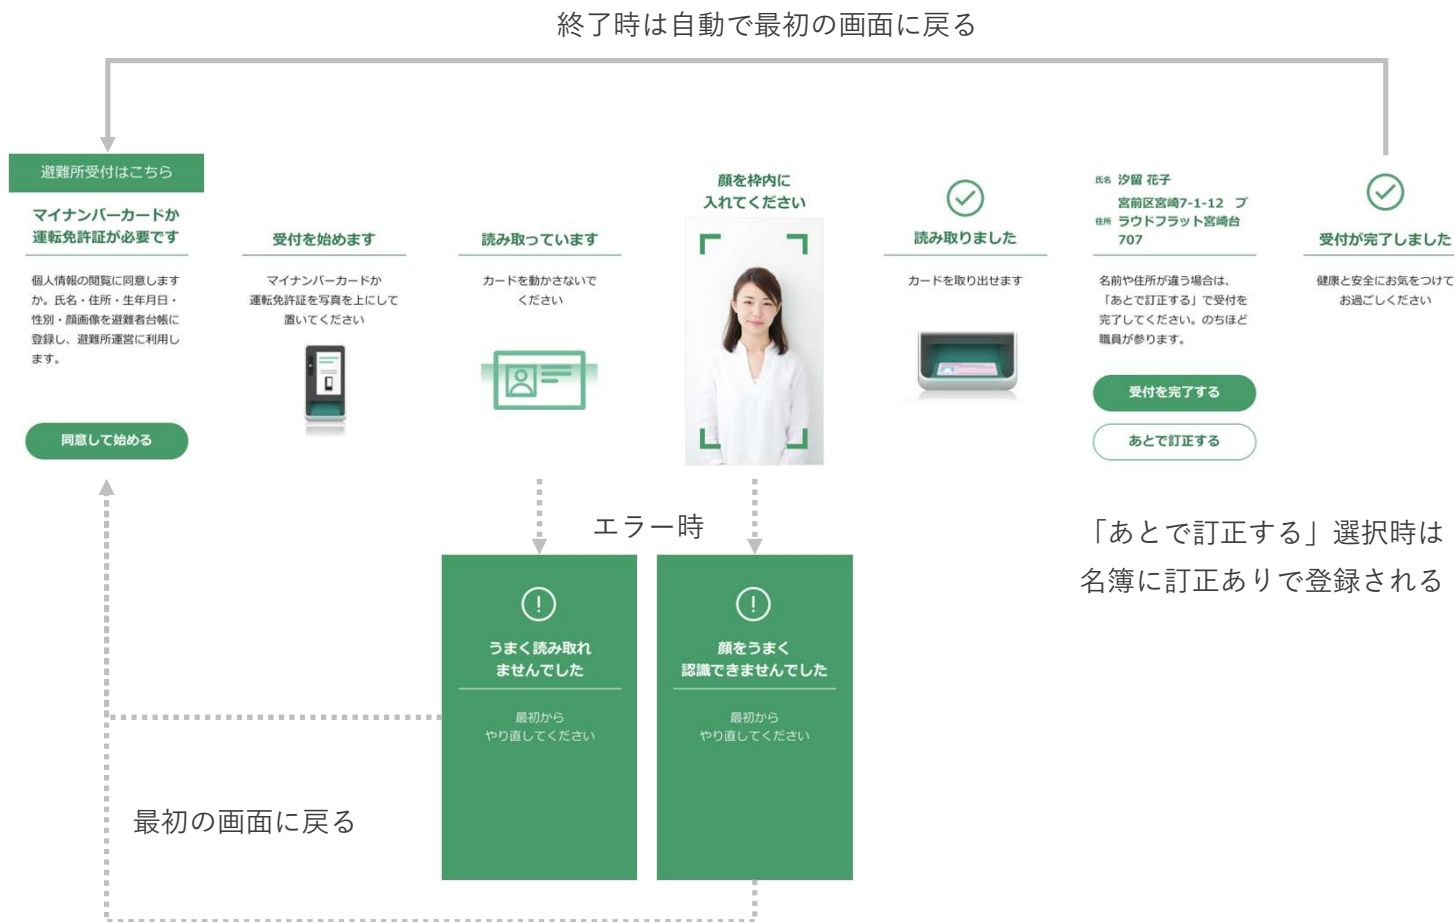 終了時は自動で最初の画面に戻る
避難所受付はこちら
マイナンバーカードか
運転免許証が必要です
個人情報の閲覧に同意します
か。氏名・住所・生年月日・
性別・顔画像を避難者台帳に
登録し、避難所運営に利用し
ます。
同意して始める
受付を始めます
マイナンバーカードか
運転免許証を写真を上にして
置いてください
読み取っています
カードを動かさないで
ください
顔を枠内に
入れてください
読み取りました
カードを取り出せます
氏名 汐留 花子
宮前区宮崎7-1-12 プ
住所 ラウドフラット宮崎台
707
名前や住所が違う場合は、
「あとで訂正する」で受付を
完了してください。のちほど
職員が参ります。
受付を完了する
あとで訂正する
受付が完了しました
健康と安全にお気をつけて
お過ごしください
エラー時
うまく読み取れ
ませんでした
最初から
やり直してください
顔をうまく
認識できませんでした
最初から
やり直してください
「あとで訂正する」選択時は
名簿に訂正ありで登録される
最初の画面に戻る